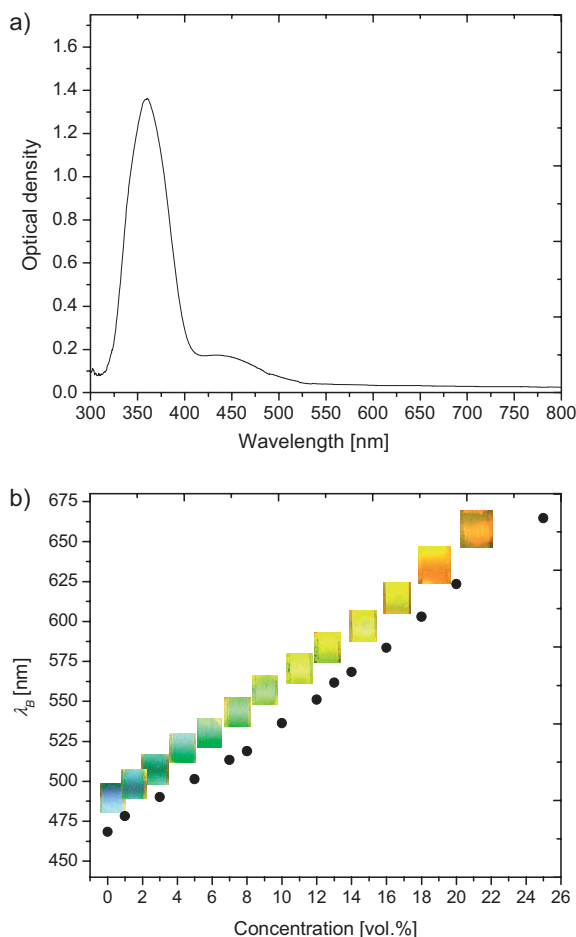 a)
1.6
1.4
1.2
1.0
0.8
0.6
0.4
0.2
0.0
Optical density
300 350 400 450 500 550 600 650 700 750 800
Wavelength [nm]
b)
675
650
625
600
575
550
525
500
475
450
λB [nm]
0 2 4 6 8 10 12 14 16 18 20 22 24 26
Concentration [vol.%]